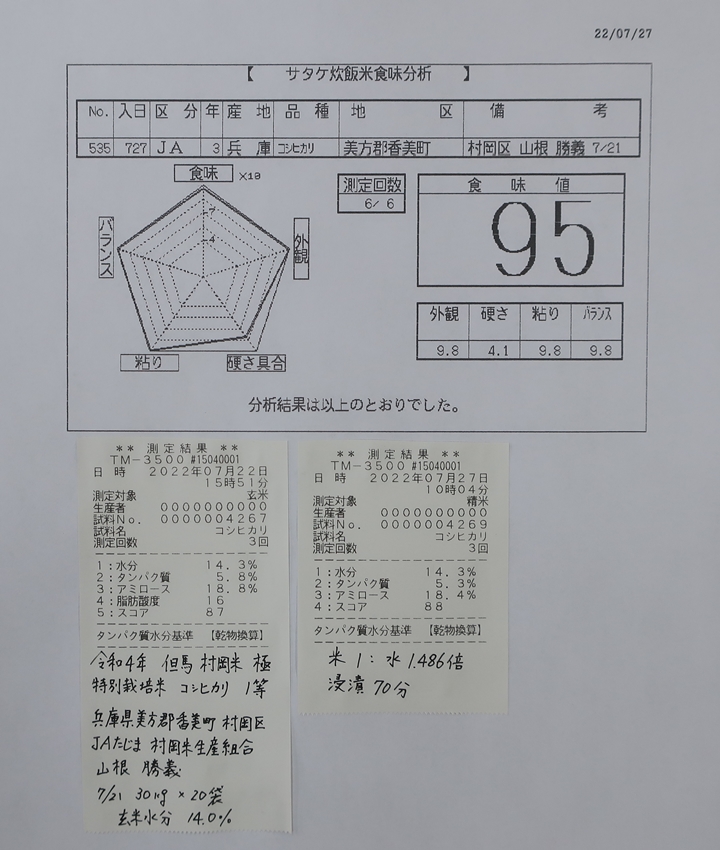 22/07/27
【 サタケ炊飯米食味分析 】
No. 入日 区分 年 産地 品種 地区 備考
535 727 JA 3 兵庫 コシヒカリ 美方郡香美町 村岡区 山根 勝義 7/21
食味 ×10
7
4
バランス
外観
粘り
硬さ具合
測定回数
6/ 6
食味値
95
外観 硬さ 粘り バランス
9.8 4.1 9.8 9.8
分析結果は以上のとおりでした。
** 測定結果 **
TM-3500 #15040001
日 時 2022年07月22日
15時51分
測定対象 玄米
生産者 0000000000
試料No. 0000004267
試料名 コシヒカリ
測定回数 3回
1:水分 14.3%
2:タンパク質 5.8%
3:アミロース 18.8%
4:脂肪酸度 16
5:スコア 87
タンパク質水分基準 【乾物換算】
令和4年 但馬 村岡米 極
特別栽培米 コシヒカリ 1等
兵庫県美方郡香美町 村岡区
JAたじま 村岡米生産組合
山根 勝義
7/21 30kg × 20袋
玄米水分 14.0%
** 測定結果 **
TM-3500 #15040001
日 時 2022年07月27日
10時04分
測定対象 精米
生産者 0000000000
試料No. 0000004269
試料名 コシヒカリ
測定回数 3回
1:水分 14.3%
2:タンパク質 5.3%
3:アミロース 18.4%
4:スコア 88
タンパク質水分基準 【乾物換算】
米 1 : 水 1.486倍
浸漬 70分